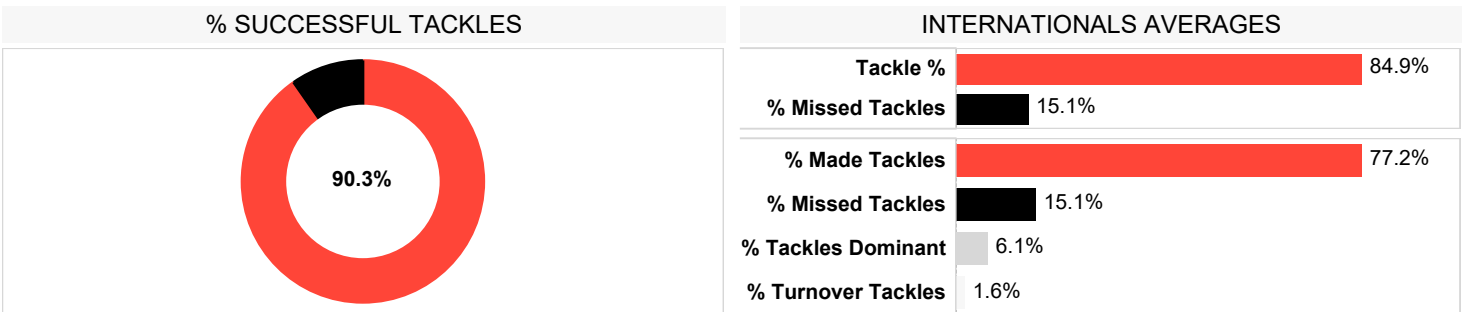 % SUCCESSFUL TACKLES
90.3%
INTERNATIONALS AVERAGES
Tackle % 84.9%
% Missed Tackles 15.1%
% Made Tackles 77.2%
% Missed Tackles 15.1%
% Tackles Dominant 6.1%
% Turnover Tackles 1.6%